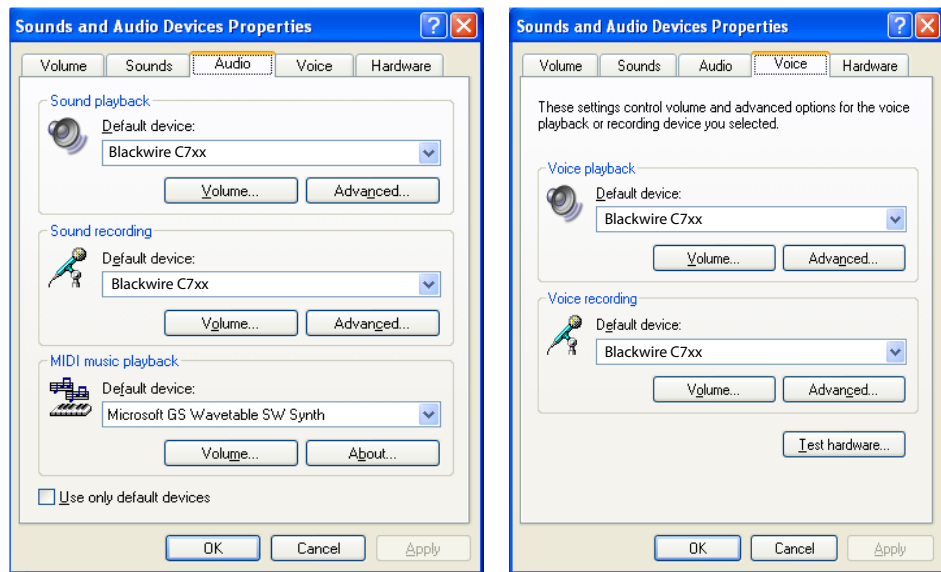 Sounds and Audio Devices Properties
Volume Sounds Audio Voice Hardware
Sound playback
Default device:
Blackwire C7xx
Volume... Advanced...
Sound recording
Default device:
Blackwire C7xx
Volume... Advanced...
MIDI music playback
Default device:
Microsoft GS Wavetable SW Synth
Volume... About...
Use only default devices
OK Cancel Apply
Sounds and Audio Devices Properties
Volume Sounds Audio Voice Hardware
These settings control volume and advanced options for the voice
playback or recording device you selected.
Voice playback
Default device:
Blackwire C7xx
Volume... Advanced...
Voice recording
Default device:
Blackwire C7xx
Volume... Advanced...
Test hardware...
OK Cancel Apply